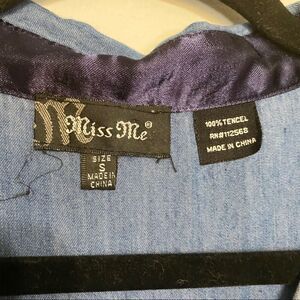 Miss Me®
SIZE
S
MADE IN
CHINA
100% TENCEL
RN#112568
MADE IN CHINA